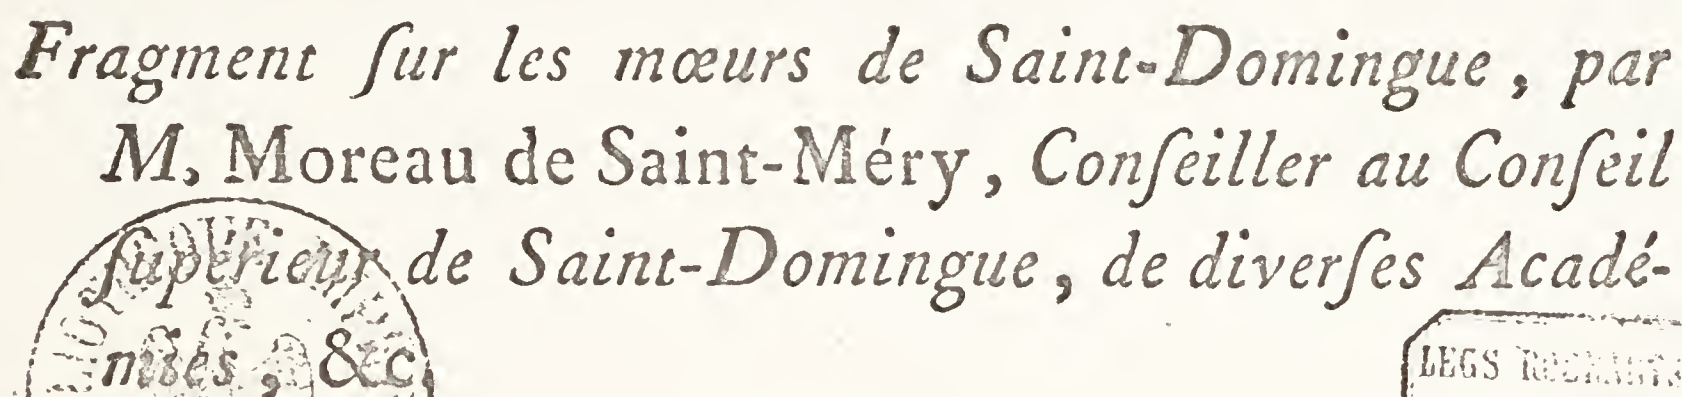 Fragment ſur les mœurs de Saint-Domingue, par
M, Moreau de Saint-Méry, Conſeiller au Conſeil
ſupérieur de Saint-Domingue, de diverſes Acadé-
mies, &c.
LEGS